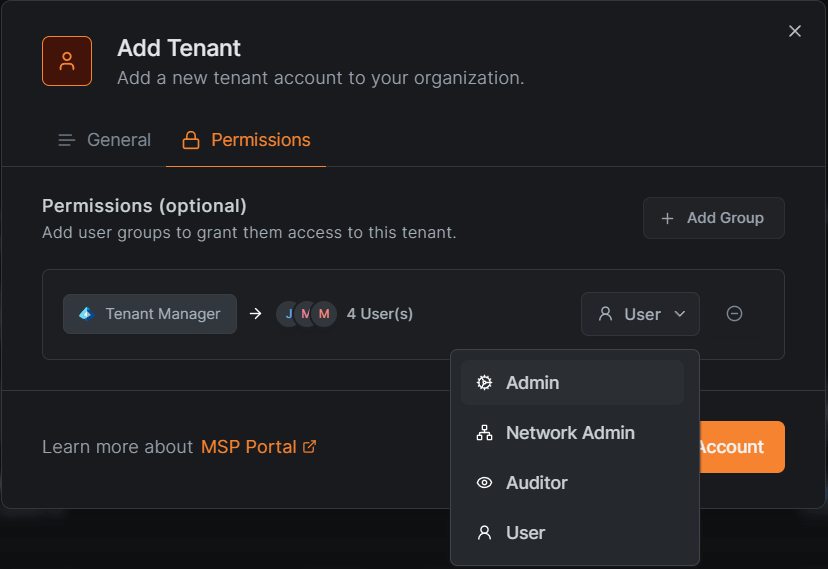 Add Tenant
Add a new tenant account to your organization.
General
Permissions
Permissions (optional)
Add user groups to grant them access to this tenant.
Add Group
Tenant Manager
J M M
4 User(s)
User
Admin
Network Admin
Auditor
User
Learn more about MSP Portal
Account